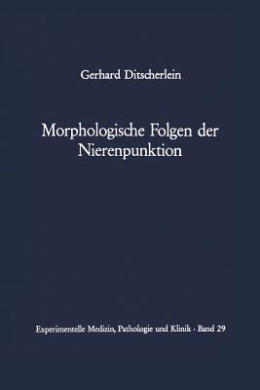 Gerhard Ditscherlein
Morphologische Folgen der
Nierenpunktion
Experimentelle Medizin, Pathologie und Klinik · Band 29